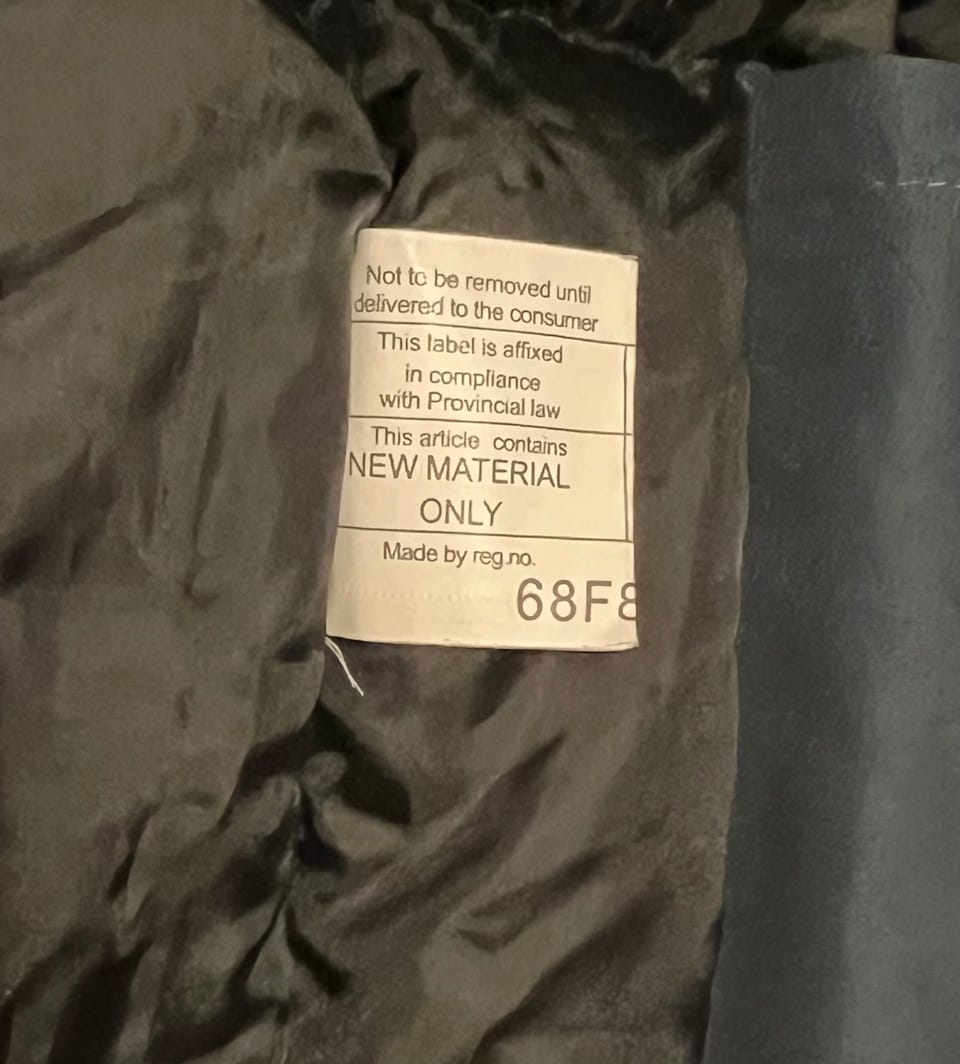 Not to be removed until
delivered to the consumer
This label is affixed
in compliance
with Provincial law
This article contains
NEW MATERIAL
ONLY
Made by reg.no.
68F8